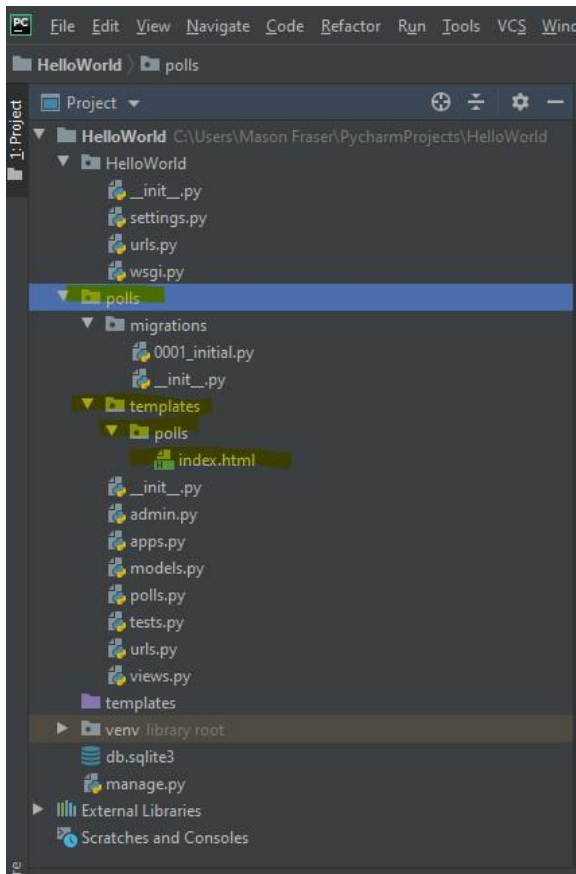 PC File Edit View Navigate Code Refactor Run Tools VCS
HelloWorld polls
Project
1: Project
HelloWorld C:\Users\Mason Fraser\PycharmProjects\HelloWorld
HelloWorld
__init__.py
settings.py
urls.py
wsgi.py
polls
migrations
0001_initial.py
__init__.py
templates
polls
index.html
__init__.py
admin.py
apps.py
models.py
polls.py
tests.py
urls.py
views.py
templates
venv library root
db.sqlite3
manage.py
External Libraries
Scratches and Consoles